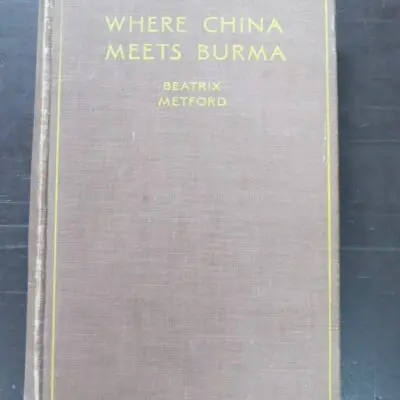 WHERE CHINA
MEETS BURMA
BEATRIX
METFORD